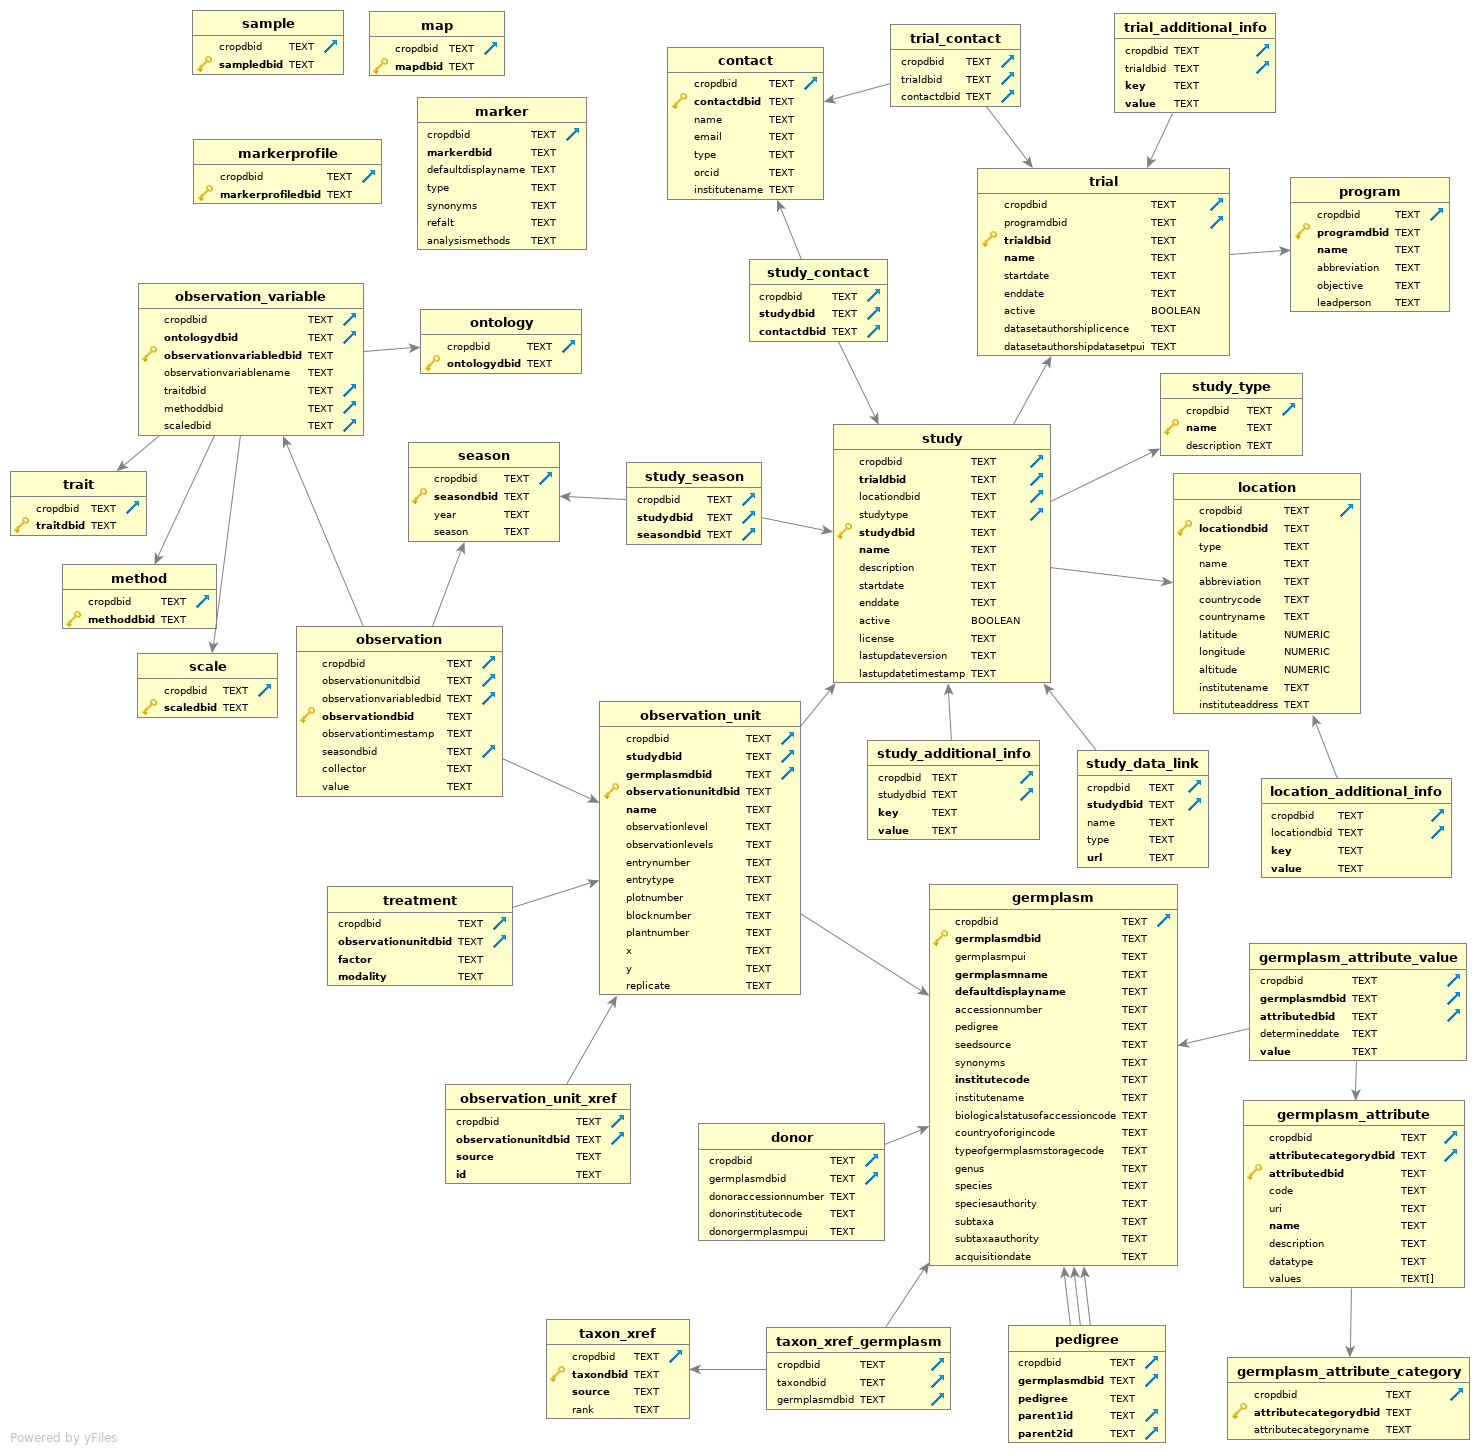 sample
cropdbid TEXT
sampledbid TEXT
map
cropdbid TEXT
mapdbid TEXT
marker
cropdbid TEXT
markerdbid TEXT
defaultdisplayname TEXT
type TEXT
synonyms TEXT
refalt TEXT
analysismethods TEXT
markerprofile
cropdbid TEXT
markerprofiledbid TEXT
contact
cropdbid TEXT
contactdbid TEXT
name TEXT
email TEXT
type TEXT
orcid TEXT
institutename TEXT
trial_contact
cropdbid TEXT
trialdbid TEXT
contactdbid TEXT
trial_additional_info
cropdbid TEXT
trialdbid TEXT
key TEXT
value TEXT
trial
cropdbid TEXT
programdbid TEXT
trialdbid TEXT
name TEXT
startdate TEXT
enddate TEXT
active BOOLEAN
datasetauthorshiplicence TEXT
datasetauthorshipdatasetpui TEXT
program
cropdbid TEXT
programdbid TEXT
name TEXT
abbreviation TEXT
objective TEXT
leadperson TEXT
study_contact
cropdbid TEXT
studydbid TEXT
contactdbid TEXT
observation_variable
cropdbid TEXT
ontologydbid TEXT
observationvariabledbid TEXT
observationvariablename TEXT
traitdbid TEXT
methoddbid TEXT
scaledbid TEXT
ontology
cropdbid TEXT
ontologydbid TEXT
study_type
cropdbid TEXT
name TEXT
description TEXT
trait
cropdbid TEXT
traitdbid TEXT
season
cropdbid TEXT
seasondbid TEXT
year TEXT
season TEXT
study_season
cropdbid TEXT
studydbid TEXT
seasondbid TEXT
study
cropdbid TEXT
trialdbid TEXT
locationdbid TEXT
studytype TEXT
studydbid TEXT
name TEXT
description TEXT
startdate TEXT
enddate TEXT
active BOOLEAN
license TEXT
lastupdateversion TEXT
lastupdatetimestamp TEXT
location
cropdbid TEXT
locationdbid TEXT
type TEXT
name TEXT
abbreviation TEXT
countrycode TEXT
countryname TEXT
latitude NUMERIC
longitude NUMERIC
altitude NUMERIC
institutename TEXT
instituteaddress TEXT
method
cropdbid TEXT
methoddbid TEXT
scale
cropdbid TEXT
scaledbid TEXT
observation
cropdbid TEXT
observationunitdbid TEXT
observationvariabledbid TEXT
observationdbid TEXT
observationtimestamp TEXT
seasondbid TEXT
collector TEXT
value TEXT
observation_unit
cropdbid TEXT
studydbid TEXT
germplasmdbid TEXT
observationunitdbid TEXT
name TEXT
observationlevel TEXT
observationlevels TEXT
entrynumber TEXT
entrytype TEXT
plotnumber TEXT
blocknumber TEXT
plantnumber TEXT
x TEXT
y TEXT
replicate TEXT
study_additional_info
cropdbid TEXT
studydbid TEXT
key TEXT
value TEXT
study_data_link
cropdbid TEXT
studydbid TEXT
name TEXT
type TEXT
url TEXT
location_additional_info
cropdbid TEXT
locationdbid TEXT
key TEXT
value TEXT
treatment
cropdbid TEXT
observationunitdbid TEXT
factor TEXT
modality TEXT
germplasm
cropdbid TEXT
germplasmdbid TEXT
germplasmpui TEXT
germplasmname TEXT
defaultdisplayname TEXT
accessionnumber TEXT
pedigree TEXT
seedsource TEXT
synonyms TEXT
institutecode TEXT
institutename TEXT
biologicalstatusofaccessioncode TEXT
countryoforigincode TEXT
typeofgermplasmstoragecode TEXT
genus TEXT
species TEXT
speciesauthority TEXT
subtaxa TEXT
subtaxaauthority TEXT
acquisitiondate TEXT
germplasm_attribute_value
cropdbid TEXT
germplasmdbid TEXT
attributedbid TEXT
determineddate TEXT
value TEXT
observation_unit_xref
cropdbid TEXT
observationunitdbid TEXT
source TEXT
id TEXT
donor
cropdbid TEXT
germplasmdbid TEXT
donoraccessionnumber TEXT
donorinstitutecode TEXT
donorgermplasmpui TEXT
germplasm_attribute
cropdbid TEXT
attributecategorydbid TEXT
attributedbid TEXT
code TEXT
uri TEXT
name TEXT
description TEXT
datatype TEXT
values TEXT[]
taxon_xref
cropdbid TEXT
taxondbid TEXT
source TEXT
rank TEXT
taxon_xref_germplasm
cropdbid TEXT
taxondbid TEXT
germplasmdbid TEXT
pedigree
cropdbid TEXT
germplasmdbid TEXT
pedigree TEXT
parent1id TEXT
parent2id TEXT
germplasm_attribute_category
cropdbid TEXT
attributecategorydbid TEXT
attributecategoryname TEXT
Powered by yFiles